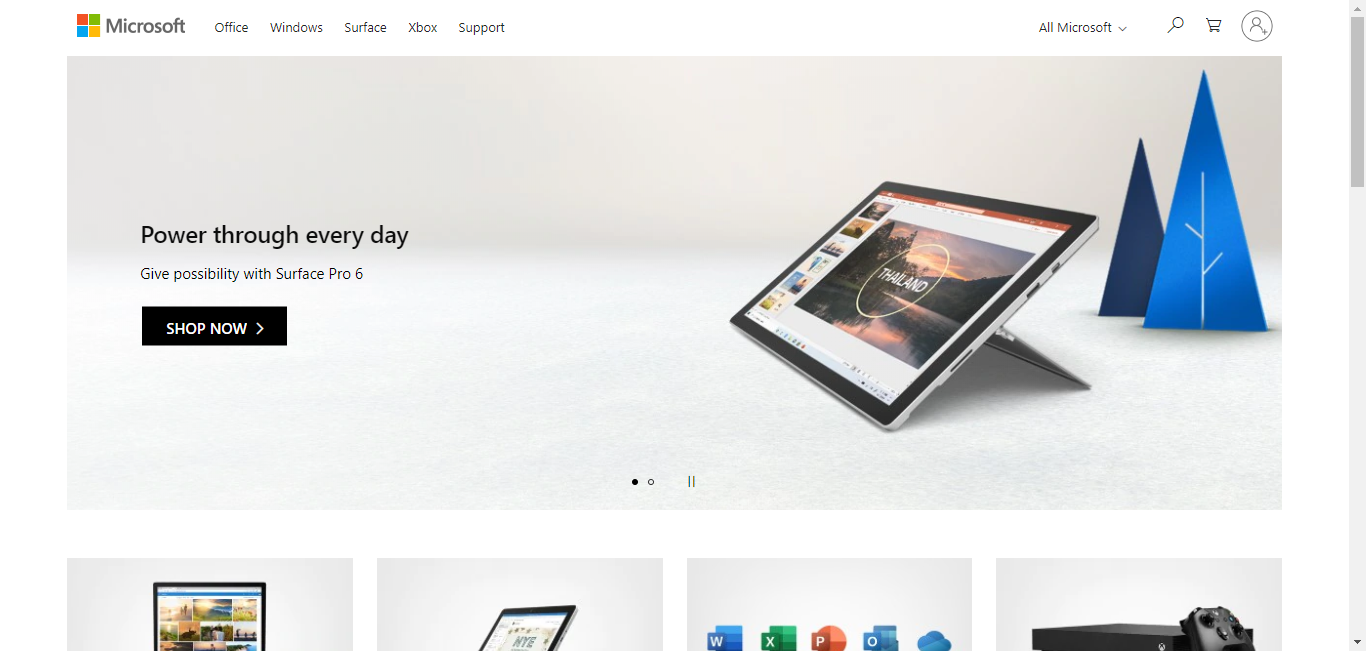 Microsoft
Office
Windows
Surface
Xbox
Support
All Microsoft
Power through every day
Give possibility with Surface Pro 6
SHOP NOW
THAILAND
NYE
W
X
P
O